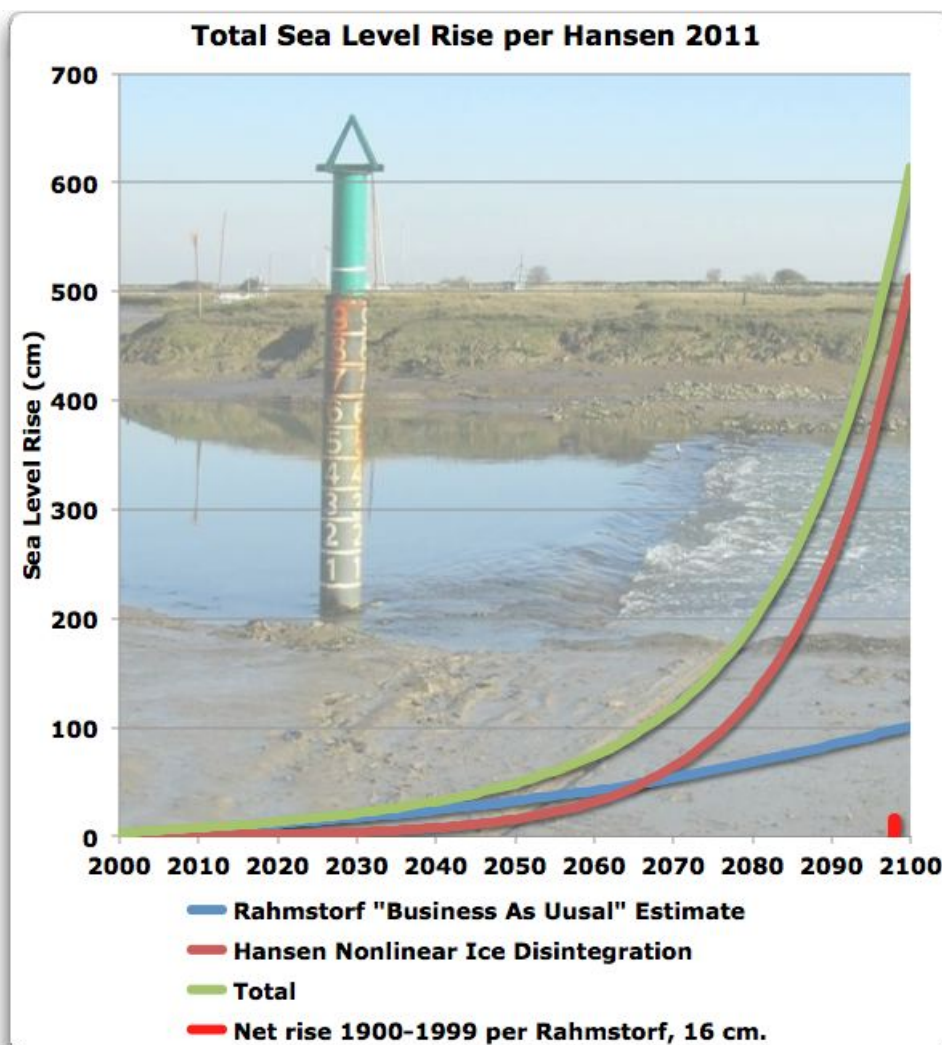 Total Sea Level Rise per Hansen 2011
700
600
500
400
300
200
100
0
Sea Level Rise (cm)
2000 2010 2020 2030 2040 2050 2060 2070 2080 2090 2100
Rahmstorf "Business As Uusal" Estimate
Hansen Nonlinear Ice Disintegration
Total
Net rise 1900-1999 per Rahmstorf, 16 cm.